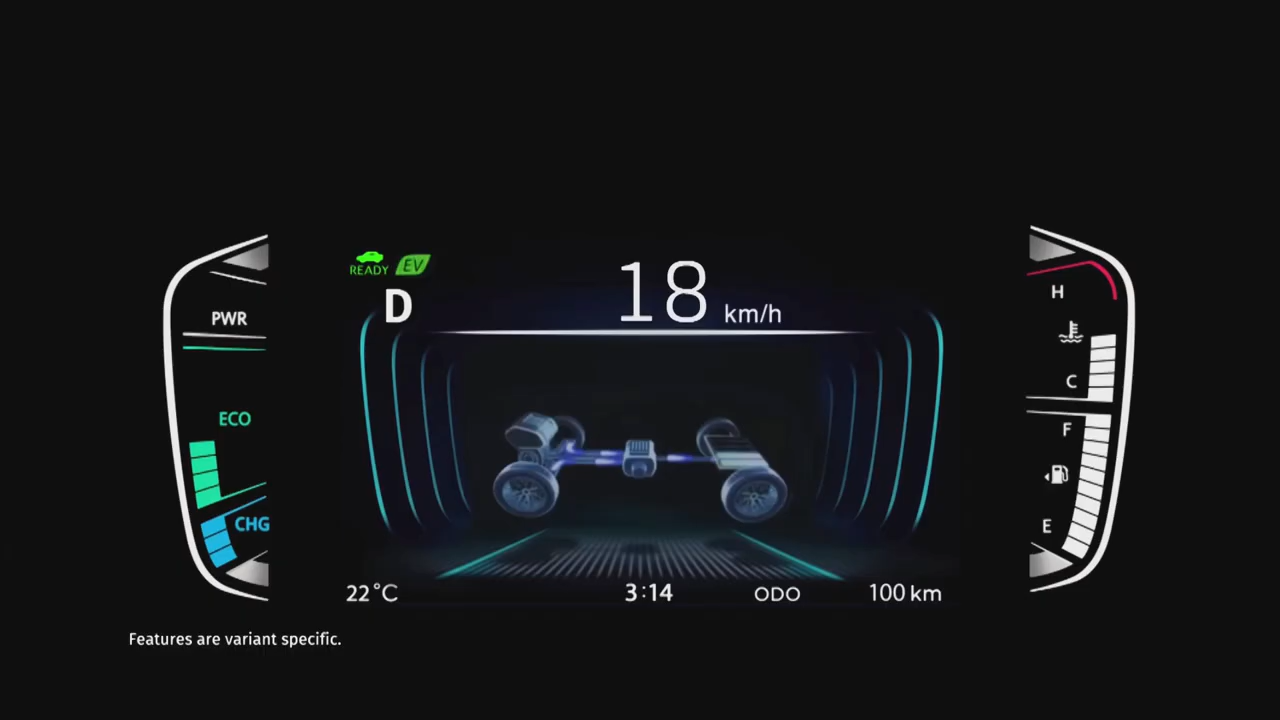 READY EV
18 km/h
D
PWR
ECO
CHG
H
C
F
E
22°C
3:14
ODO
100 km
Features are variant specific.